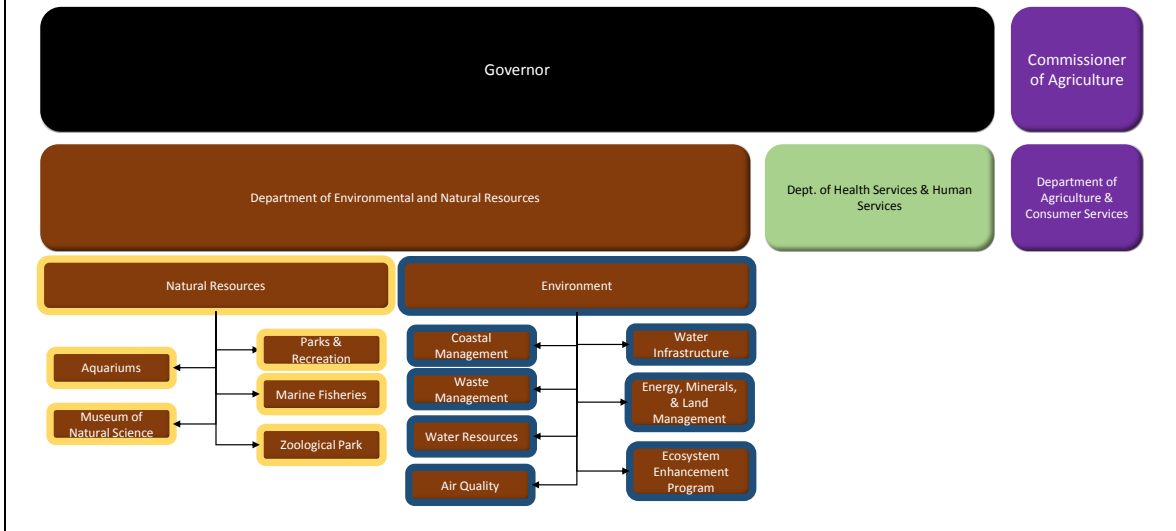 Governor
Commissioner
of Agriculture
Department of Environmental and Natural Resources
Dept. of Health Services & Human
Services
Department of
Agriculture &
Consumer Services
Natural Resources
Environment
Parks &
Recreation
Aquariums
Marine Fisheries
Museum of
Natural Science
Zoological Park
Coastal
Management
Water
Infrastructure
Waste
Management
Energy, Minerals,
& Land
Management
Water Resources
Ecosystem
Enhancement
Program
Air Quality